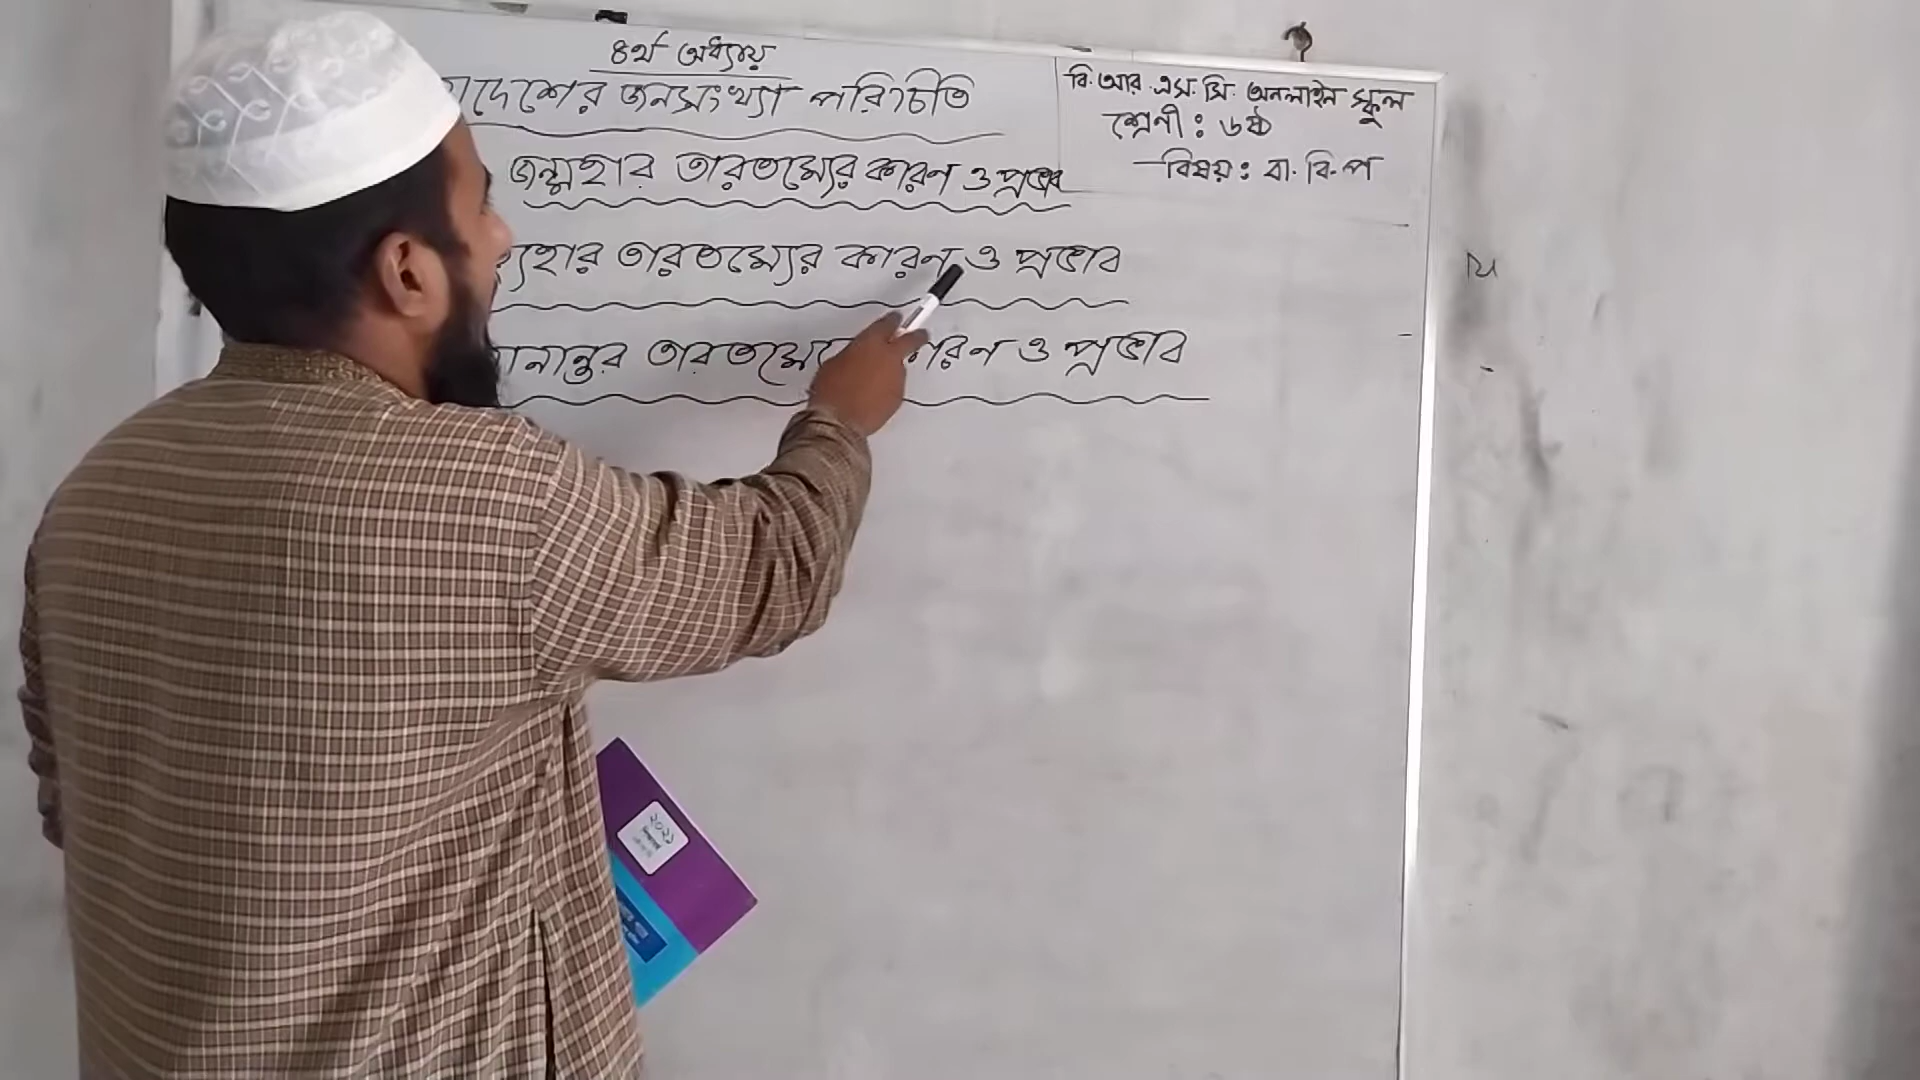 ৪র্থ অধ্যায়
দেশের জনসংখ্যা পরিচিতি
জন্মহার তারতম্যের কারণ ও প্রভাব
হার তারতম্যের কারণ ও প্রভাব
নান্তর তারতম্যে রণ ও প্রভাব
বি.আর.এস.সি. অনলাইন স্কুল
শ্রেণী : ৬ষ্ঠ
বিষয় : বা.বি.প
২০২১